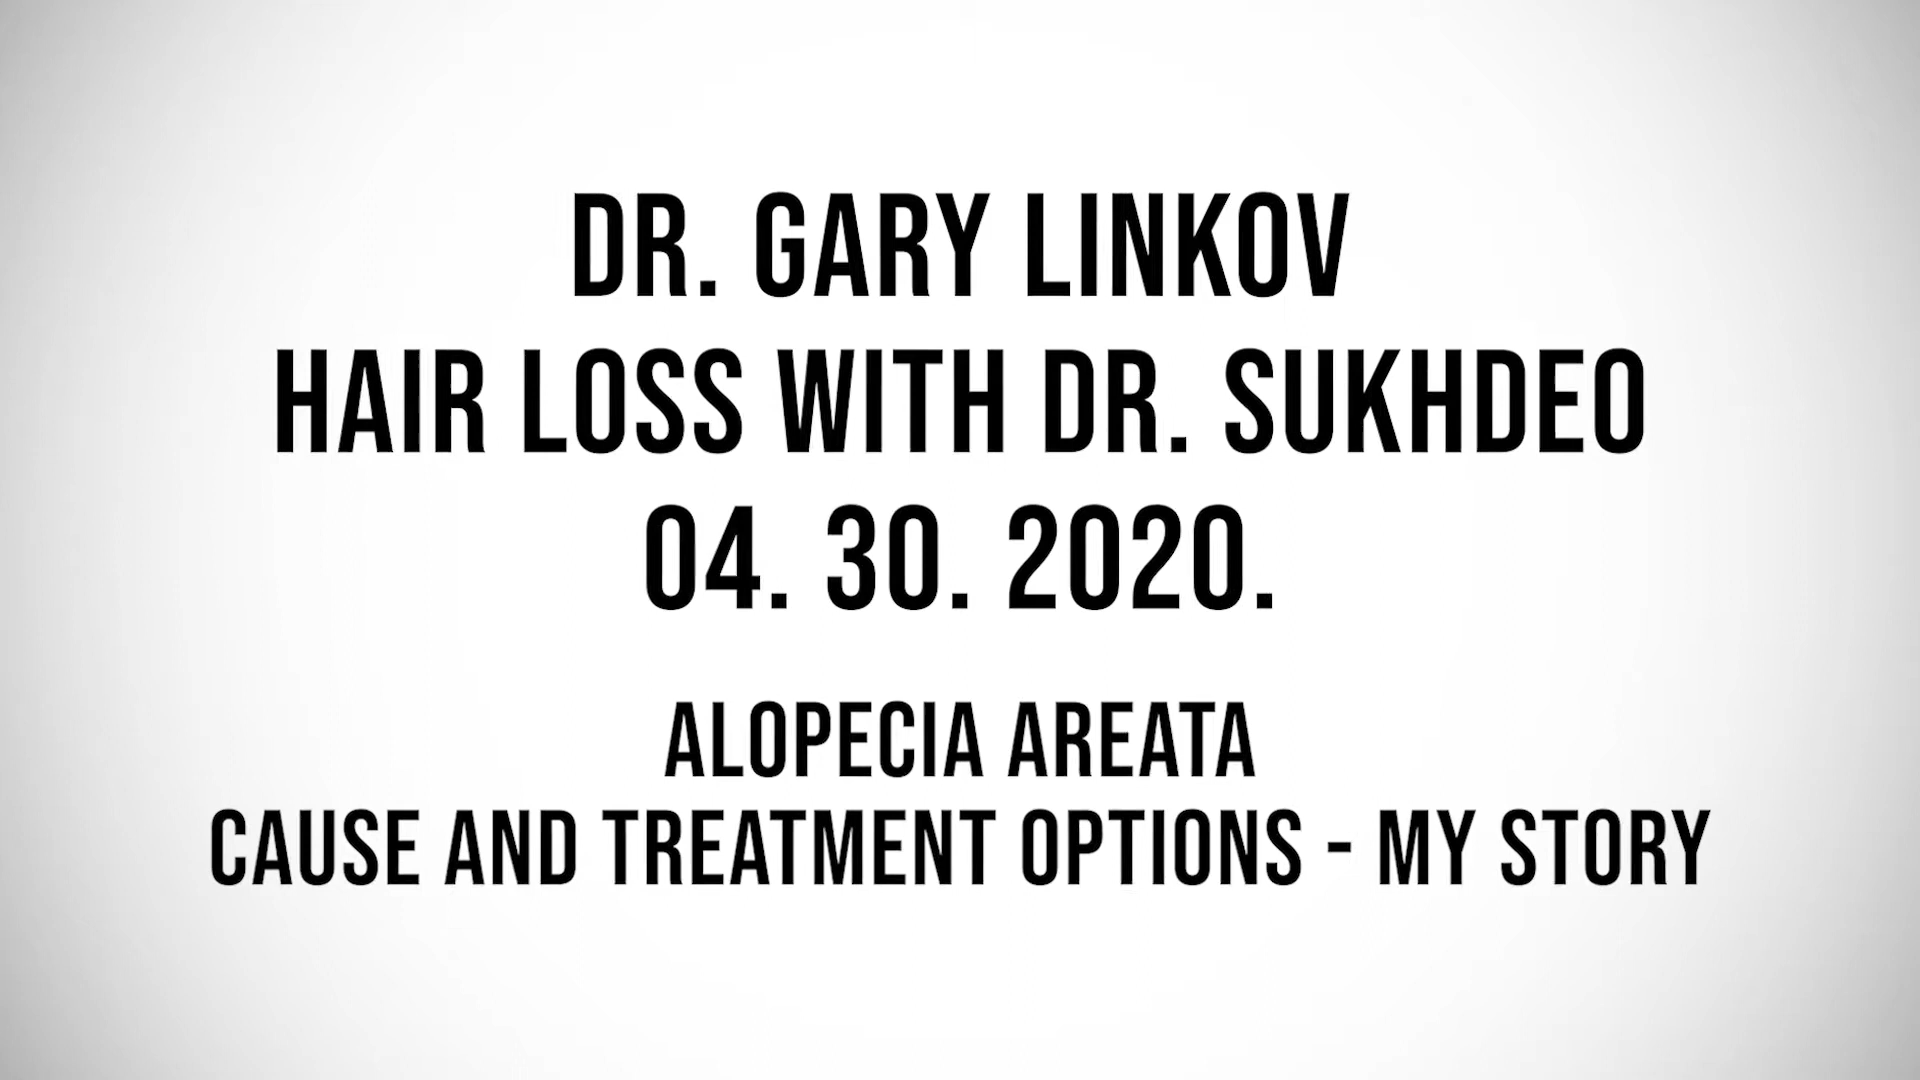 DR. GARY LINKOV
HAIR LOSS WITH DR. SUKHDEO
04. 30. 2020.
ALOPECIA AREATA
CAUSE AND TREATMENT OPTIONS - MY STORY